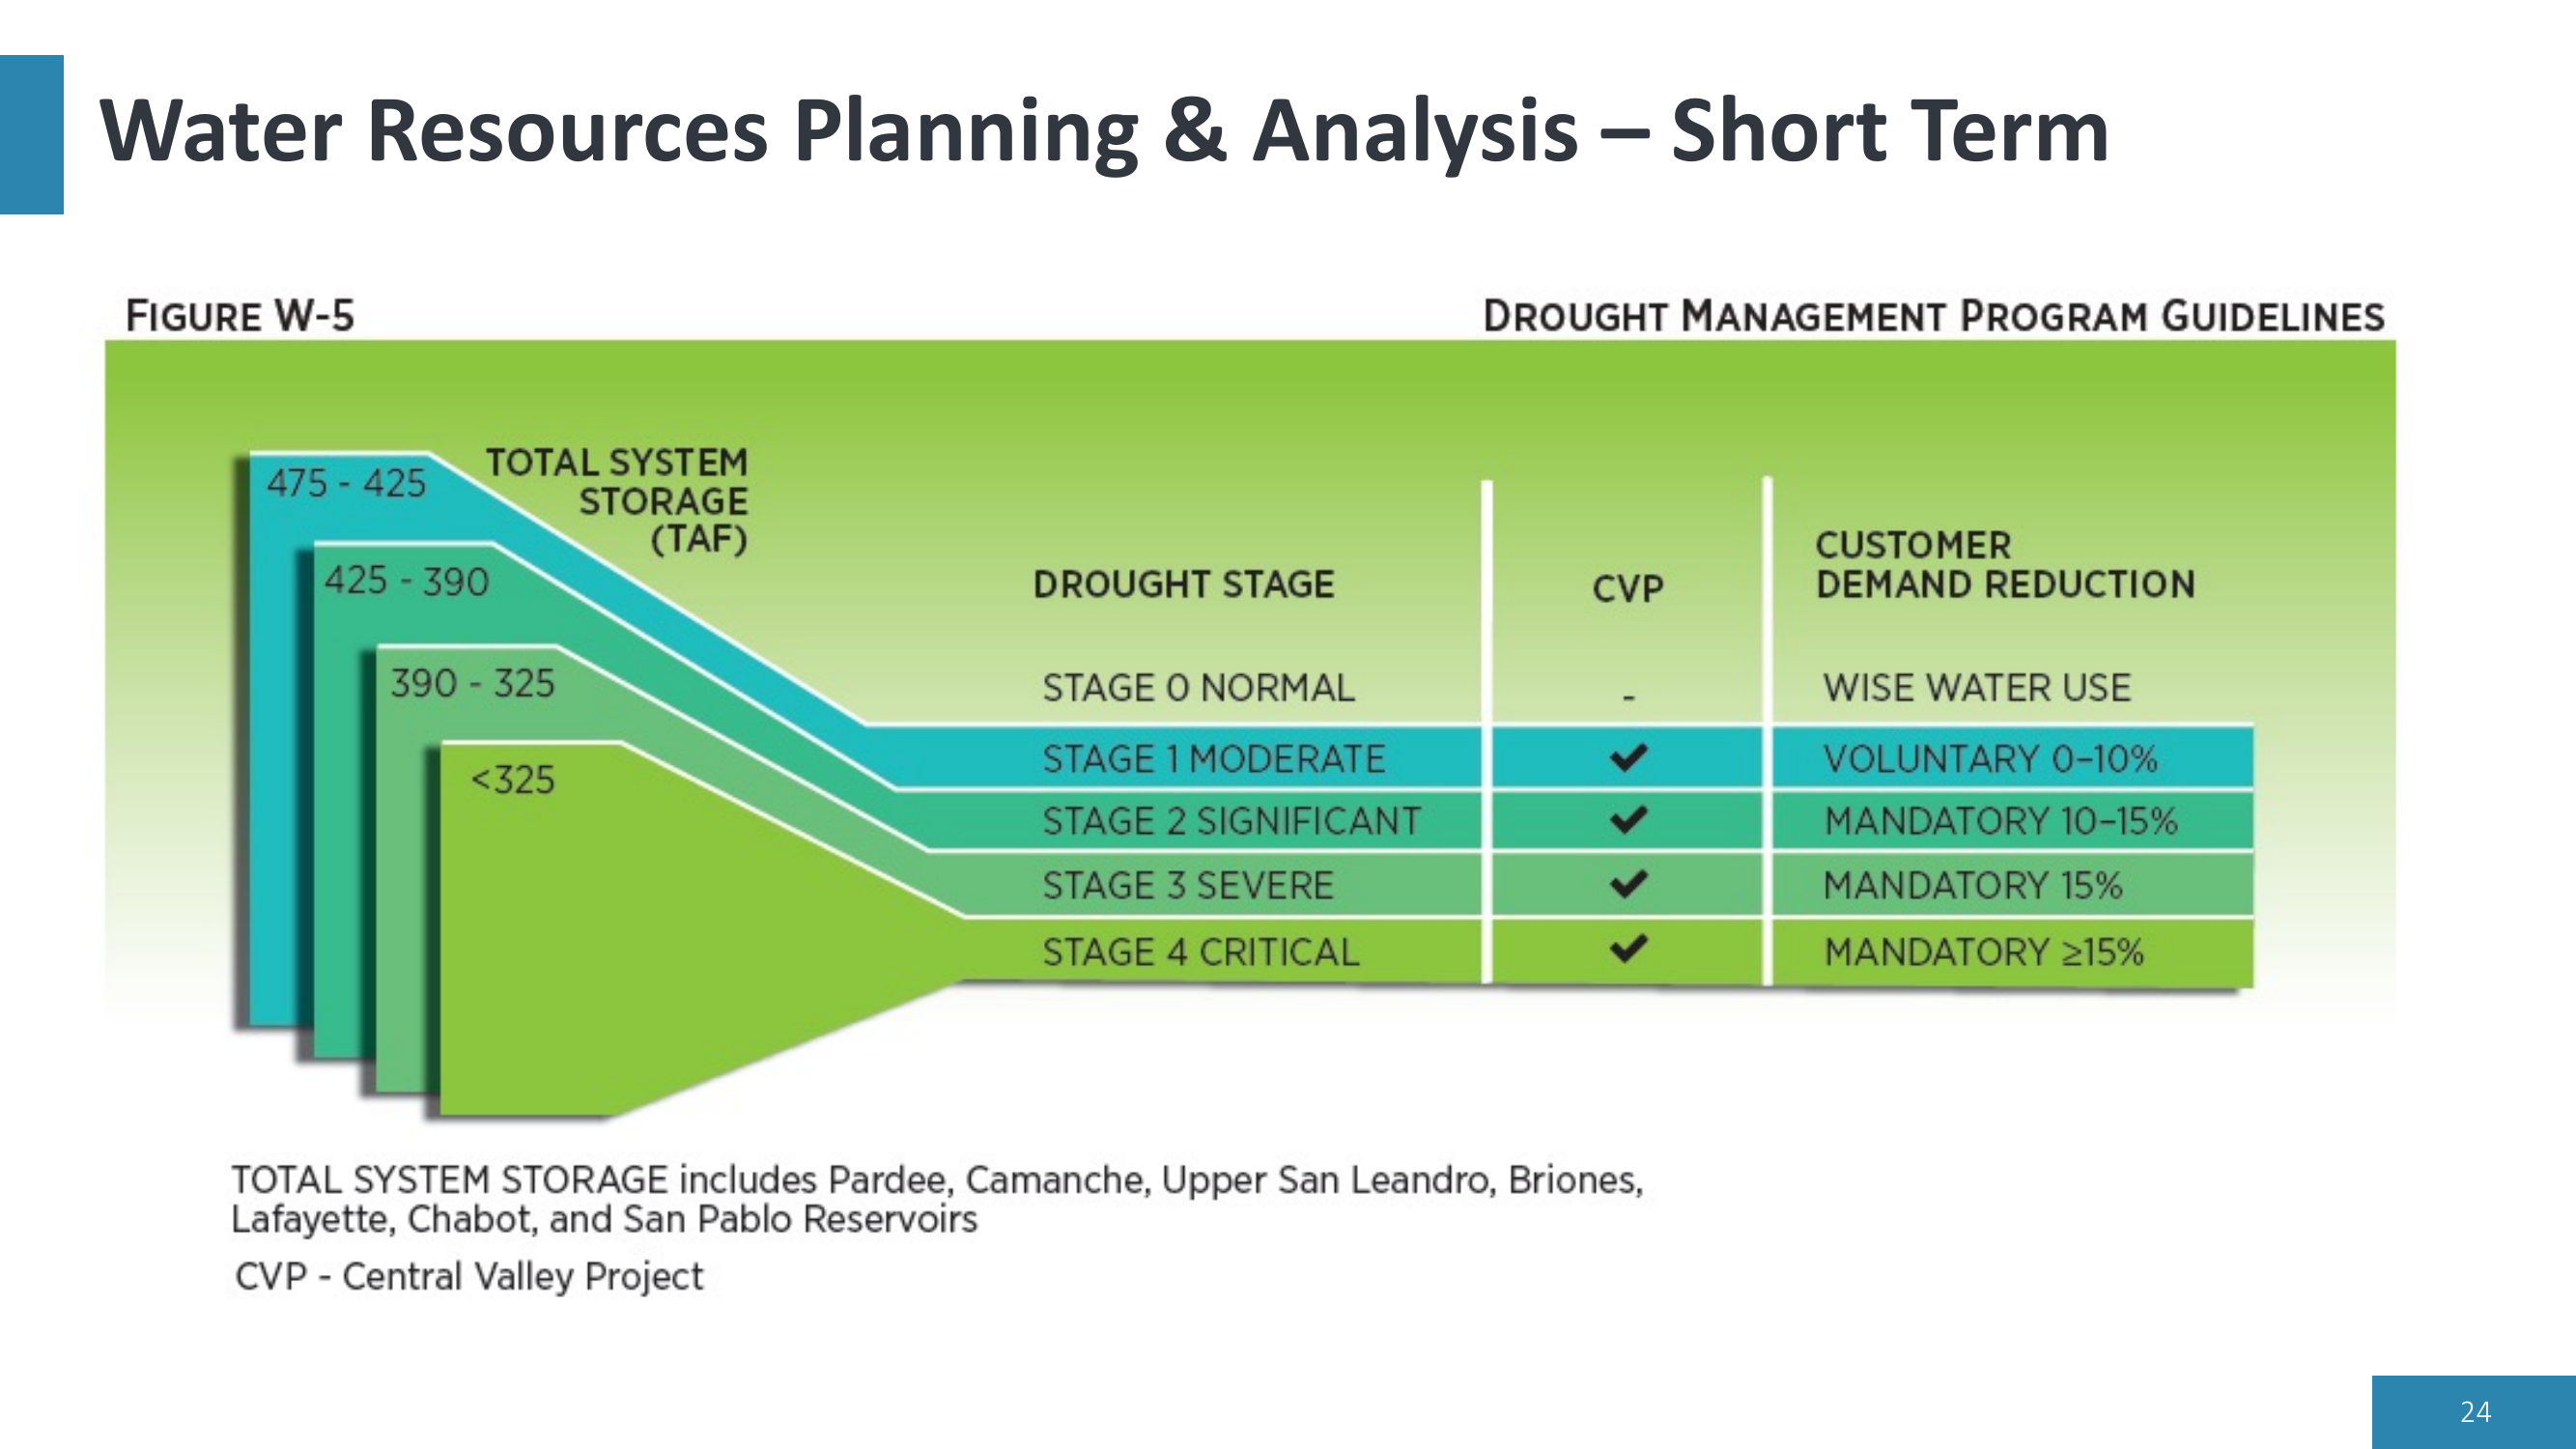 Water Resources Planning & Analysis – Short Term
FIGURE W-5
DROUGHT MANAGEMENT PROGRAM GUIDELINES
475 - 425
425 - 390
390 - 325
<325
TOTAL SYSTEM
STORAGE
(TAF)
DROUGHT STAGE
CVP
CUSTOMER
DEMAND REDUCTION
STAGE 0 NORMAL
-
WISE WATER USE
STAGE 1 MODERATE
✔
VOLUNTARY 0–10%
STAGE 2 SIGNIFICANT
✔
MANDATORY 10–15%
STAGE 3 SEVERE
✔
MANDATORY 15%
STAGE 4 CRITICAL
✔
MANDATORY ≥15%
TOTAL SYSTEM STORAGE includes Pardee, Camanche, Upper San Leandro, Briones,
Lafayette, Chabot, and San Pablo Reservoirs
CVP - Central Valley Project
24